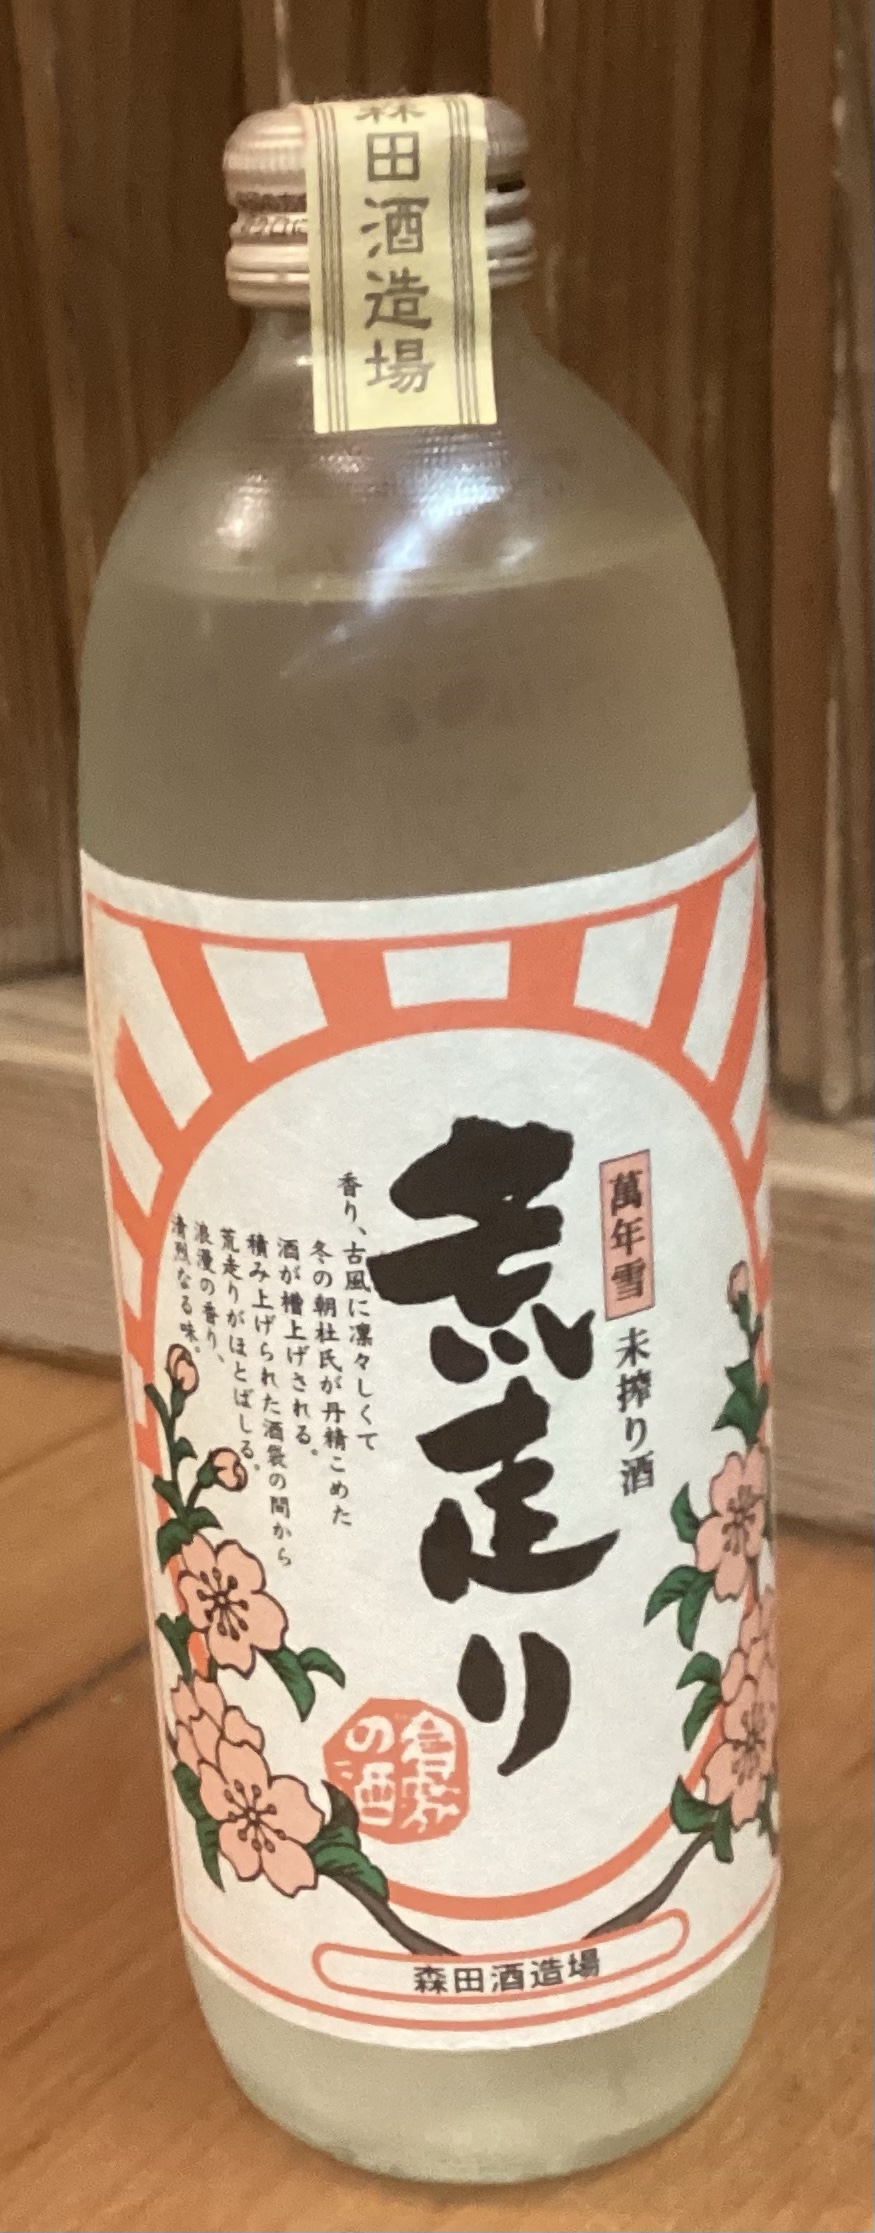 森田酒造場
萬年雪
未搾り酒
荒走り
香り、古風に凛々しくて
冬の朝杜氏が丹精こめた
酒が槽上げされる。
積み上げられた酒袋の間から
荒走りがほとばしる。
浪漫の香り、
清烈なる味。
倉敷
の酒
森田酒造場